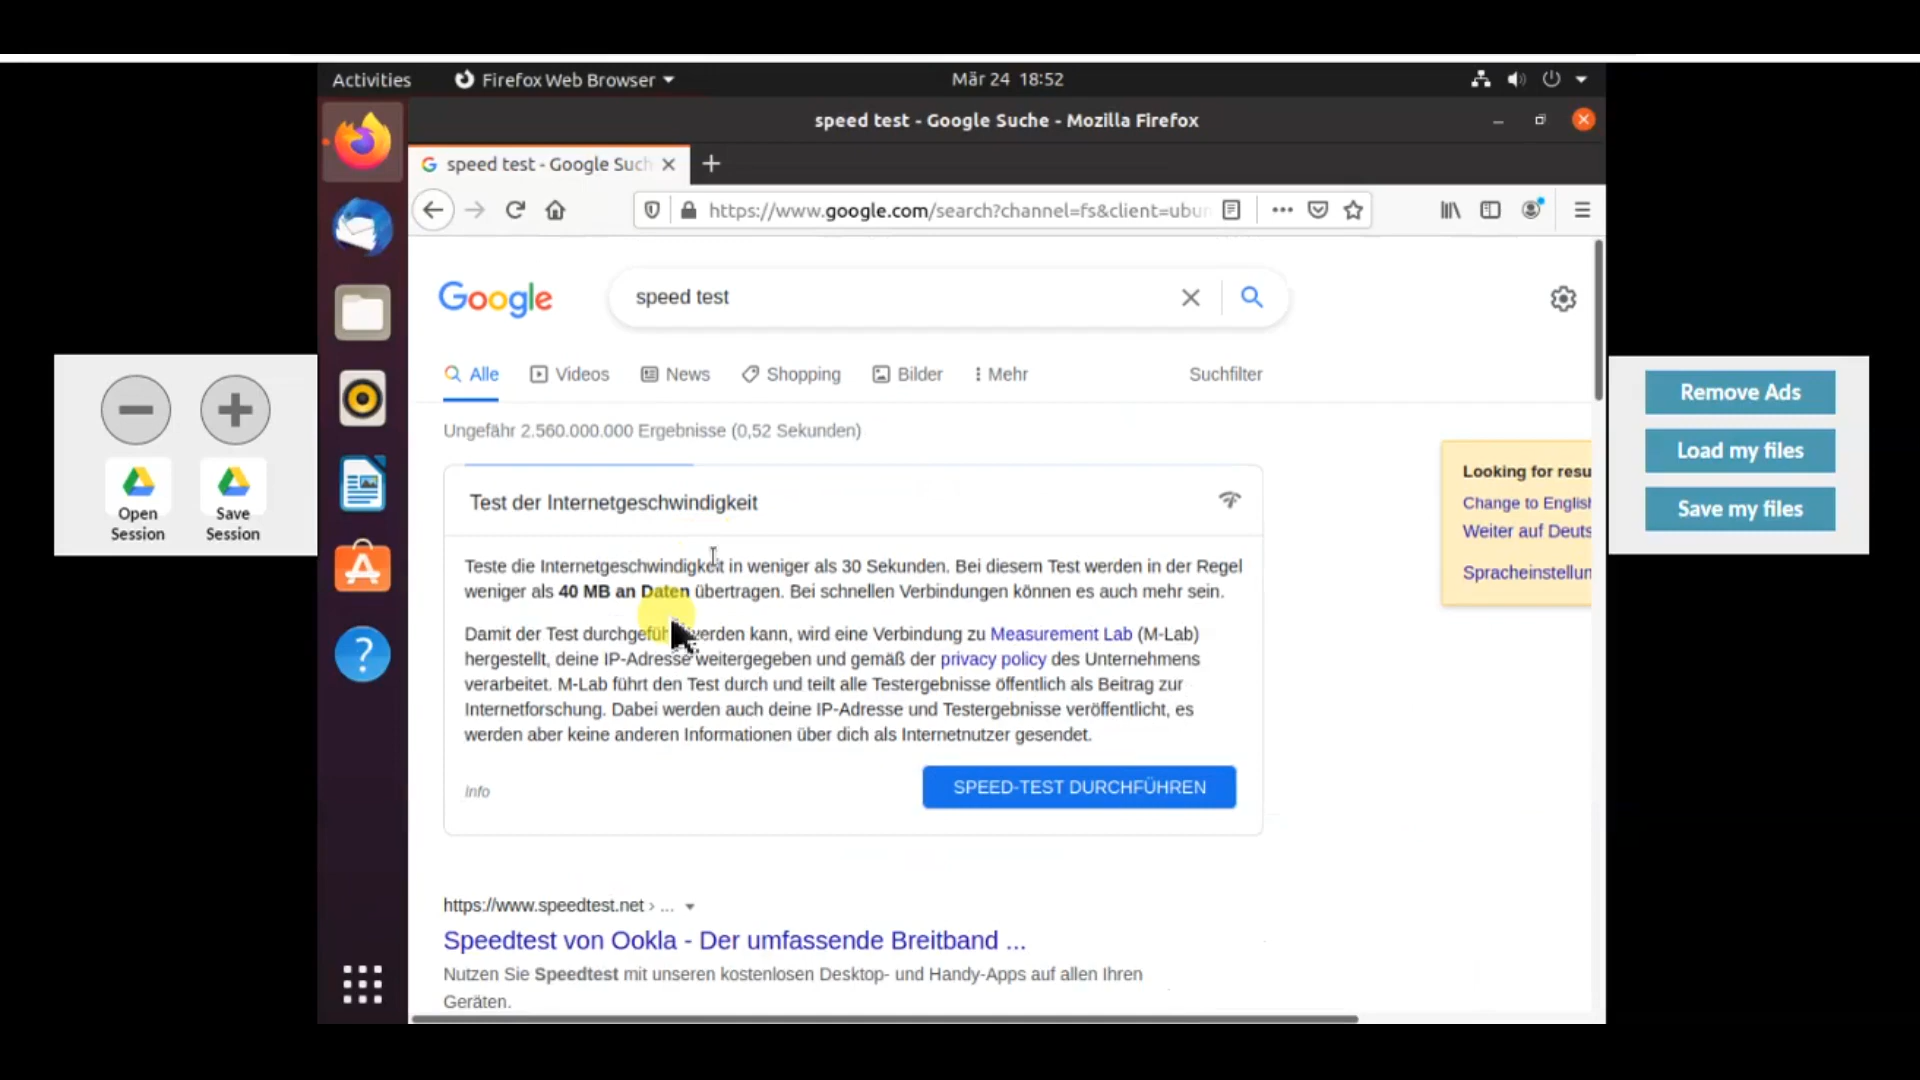 Activities Firefox Web Browser Mär 24 18:52
speed test - Google Suche - Mozilla Firefox
speed test - Google Such
https://www.google.com/search?channel=fs&client=ubun
Google speed test
Alle Videos News Shopping Bilder Mehr Suchfilter
Ungefähr 2.560.000.000 Ergebnisse (0,52 Sekunden)
Test der Internetgeschwindigkeit
Teste die Internetgeschwindigkeit in weniger als 30 Sekunden. Bei diesem Test werden in der Regel
weniger als 40 MB an Daten übertragen. Bei schnellen Verbindungen können es auch mehr sein.
Damit der Test durchgeführt werden kann, wird eine Verbindung zu Measurement Lab (M-Lab)
hergestellt, deine IP-Adresse weitergegeben und gemäß der privacy policy des Unternehmens
verarbeitet. M-Lab führt den Test durch und teilt alle Testergebnisse öffentlich als Beitrag zur
Internetforschung. Dabei werden auch deine IP-Adresse und Testergebnisse veröffentlicht, es
werden aber keine anderen Informationen über dich als Internetnutzer gesendet.
Info
SPEED-TEST DURCHFÜHREN
https://www.speedtest.net › ...
Speedtest von Ookla - Der umfassende Breitband ...
Nutzen Sie Speedtest mit unseren kostenlosen Desktop- und Handy-Apps auf allen Ihren
Geräten.
Looking for resu
Change to English
Weiter auf Deuts
Spracheinstellun
Open
Session
Save
Session
Remove Ads
Load my files
Save my files